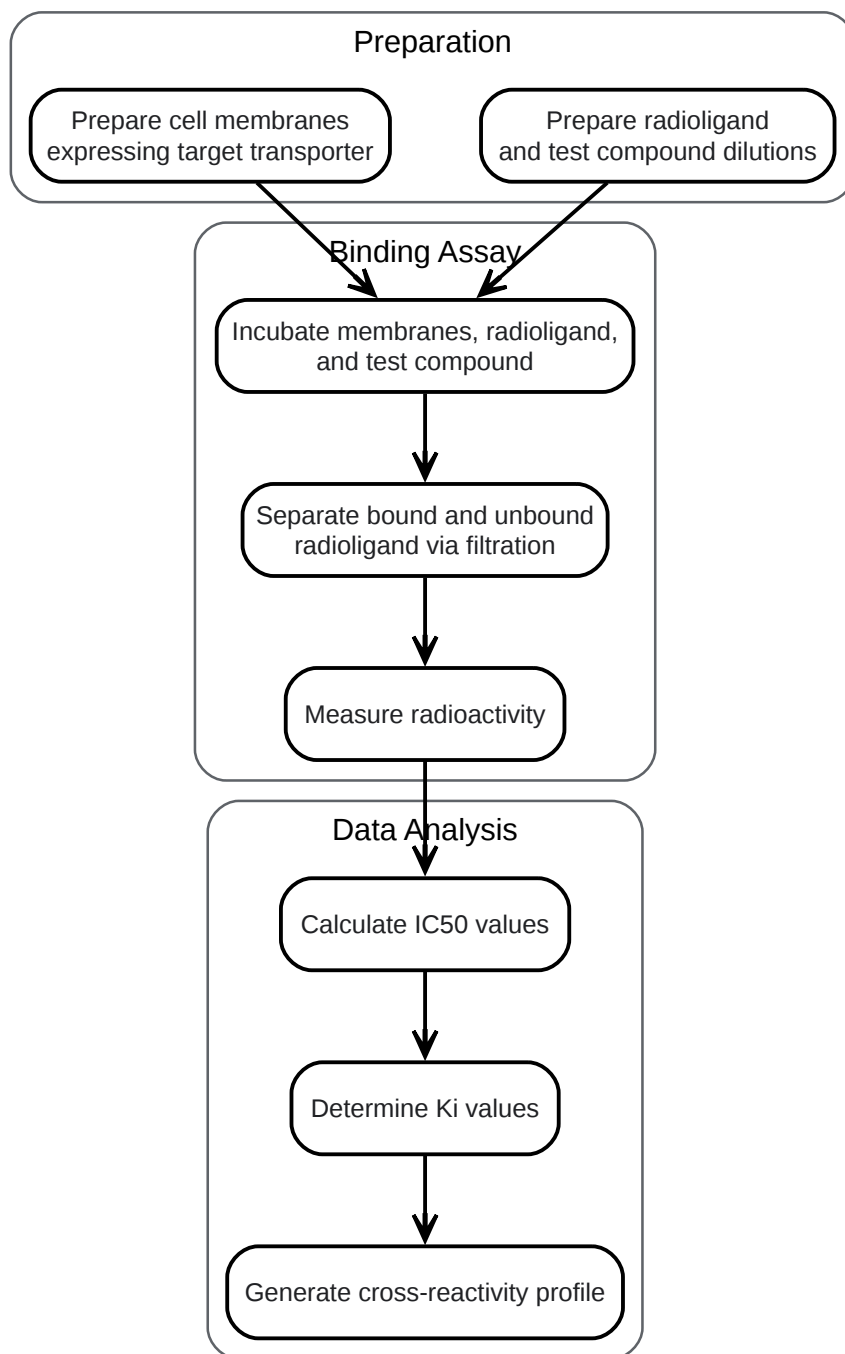 Preparation
Prepare cell membranes
expressing target transporter
Prepare radioligand
and test compound dilutions
Binding Assay
Incubate membranes, radioligand,
and test compound
Separate bound and unbound
radioligand via filtration
Measure radioactivity
Data Analysis
Calculate IC50 values
Determine Ki values
Generate cross-reactivity profile